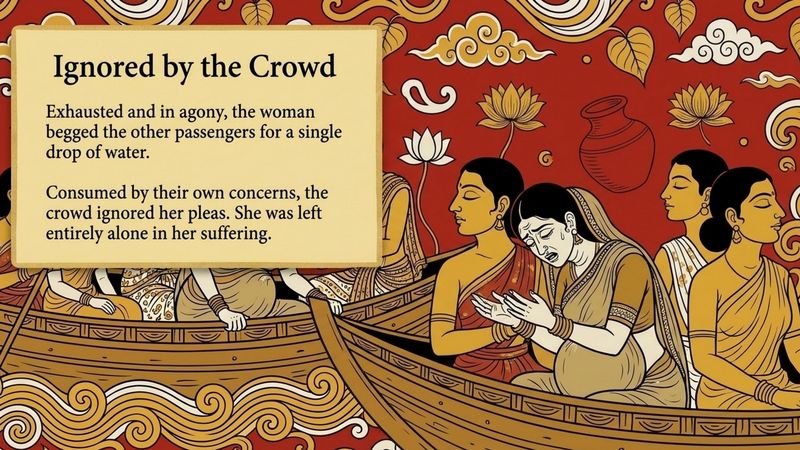 Ignored by the Crowd
Exhausted and in agony, the woman
begged the other passengers for a single
drop of water.
Consumed by their own concerns, the
crowd ignored her pleas. She was left
entirely alone in her suffering.